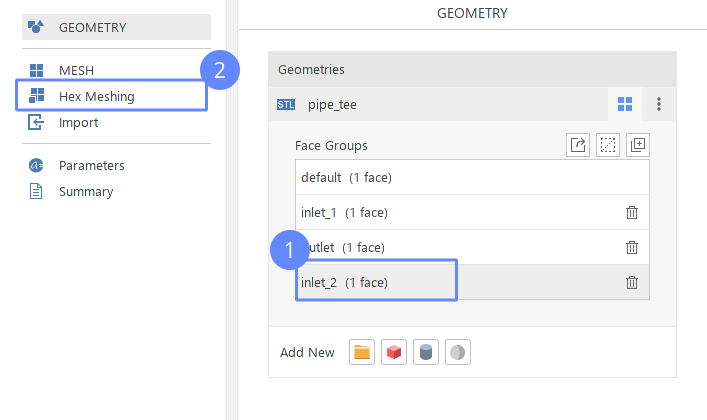 GEOMETRY
MESH
2
Hex Meshing
Import
Parameters
Summary
GEOMETRY
Geometries
STL pipe_tee
Face Groups
default (1 face)
inlet_1 (1 face)
1
utlet (1 face)
inlet_2 (1 face)
Add New